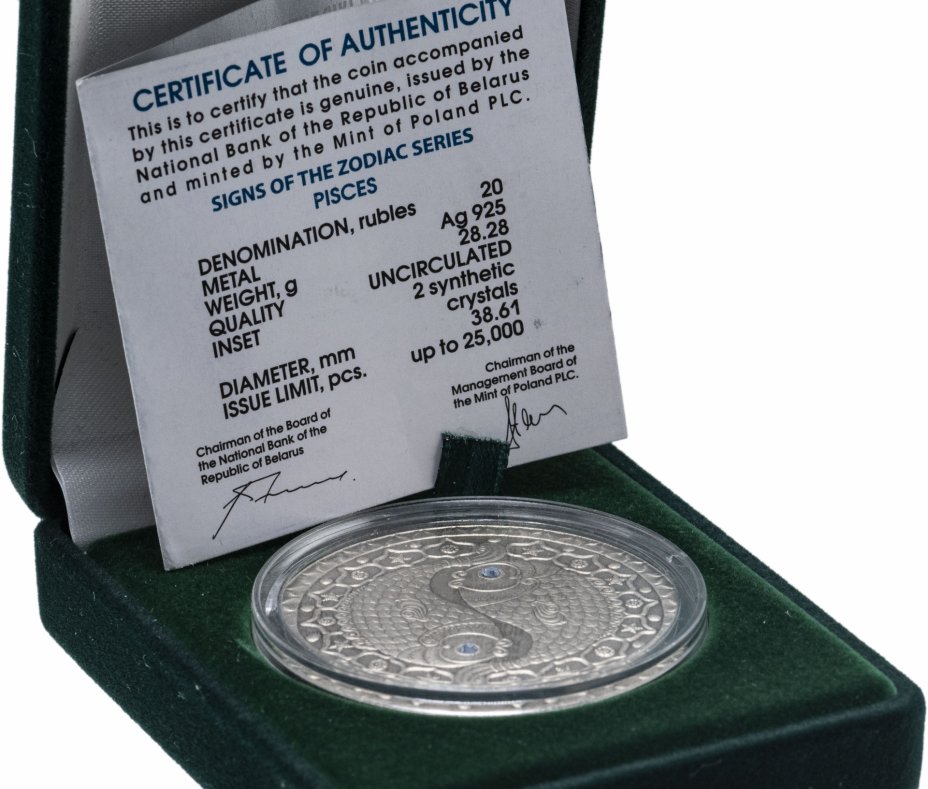 CERTIFICATE OF AUTHENTICITY
This is to certify that the coin accompanied
by this certificate is genuine, issued by the
National Bank of the Republic of Belarus
and minted by the Mint of Poland PLC.
SIGNS OF THE ZODIAC SERIES
PISCES
DENOMINATION, rubles 20
METAL Ag 925
WEIGHT, g 28.28
QUALITY UNCIRCULATED
INSET 2 synthetic
crystals
DIAMETER, mm 38.61
ISSUE LIMIT, pcs. up to 25,000
Chairman of the Board of
the National Bank of the
Republic of Belarus
Chairman of the
Management Board of
the Mint of Poland PLC.